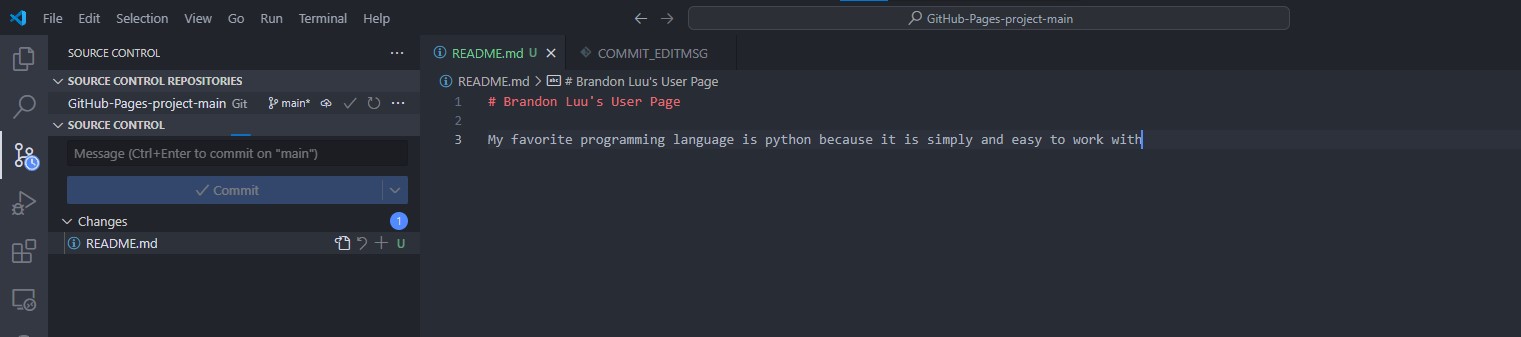 File Edit Selection View Go Run Terminal Help
GitHub-Pages-project-main
SOURCE CONTROL
README.md U
COMMIT_EDITMSG
SOURCE CONTROL REPOSITORIES
README.md > # Brandon Luu's User Page
GitHub-Pages-project-main Git main*
1 # Brandon Luu's User Page
SOURCE CONTROL
2
3 My favorite programming language is python because it is simply and easy to work with
Message (Ctrl+Enter to commit on "main")
Commit
Changes 1
README.md U